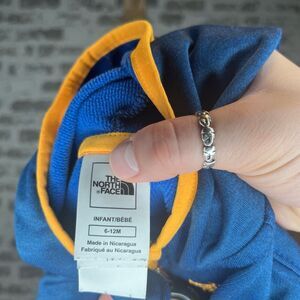 THE
NORTH
FACE
INFANT/BÉBÉ
6-12M
Made in Nicaragua
Fabriqué au Nicaragua